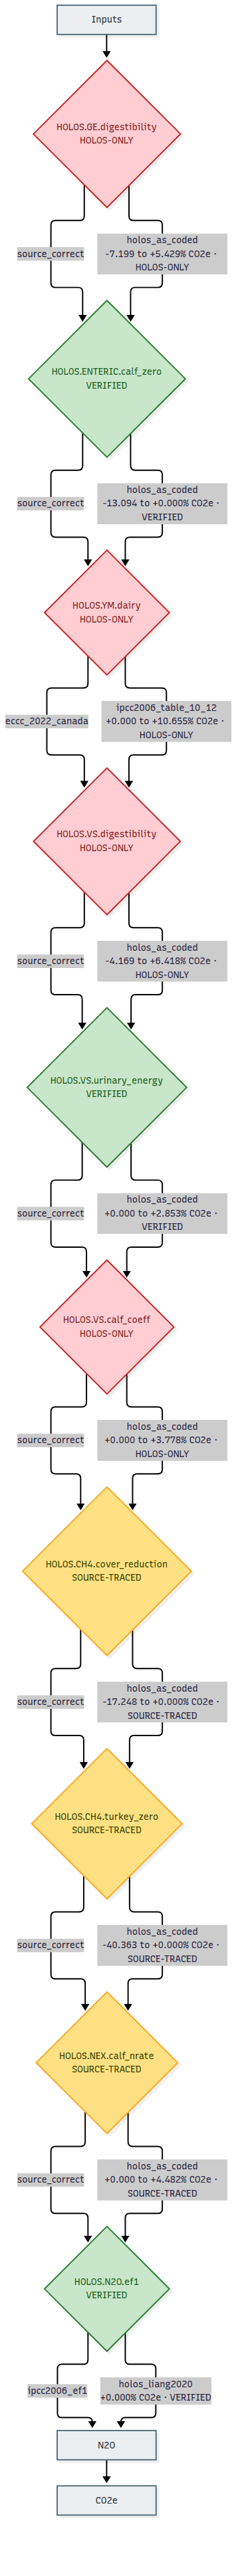 Inputs
HOLOS.GE.digestibility
HOLOS-ONLY
source_correct
holos_as_coded
-7.199 to +5.429% CO2e ·
HOLOS-ONLY
HOLOS.ENTERIC.calf_zero
VERIFIED
source_correct
holos_as_coded
-13.094 to +0.000% CO2e ·
VERIFIED
HOLOS.YM.dairy
HOLOS-ONLY
eccc_2022_canada
ipcc2006_table_10_12
+0.000 to +10.655% CO2e ·
HOLOS-ONLY
HOLOS.VS.digestibility
HOLOS-ONLY
source_correct
holos_as_coded
-4.169 to +6.418% CO2e ·
HOLOS-ONLY
HOLOS.VS.urinary_energy
VERIFIED
source_correct
holos_as_coded
+0.000 to +2.853% CO2e ·
VERIFIED
HOLOS.VS.calf_coeff
HOLOS-ONLY
source_correct
holos_as_coded
+0.000 to +3.778% CO2e ·
HOLOS-ONLY
HOLOS.CH4.cover_reduction
SOURCE-TRACED
source_correct
holos_as_coded
-17.248 to +0.000% CO2e ·
SOURCE-TRACED
HOLOS.CH4.turkey_zero
SOURCE-TRACED
source_correct
holos_as_coded
-40.363 to +0.000% CO2e ·
SOURCE-TRACED
HOLOS.NEX.calf_nrate
SOURCE-TRACED
source_correct
holos_as_coded
+0.000 to +4.482% CO2e ·
SOURCE-TRACED
HOLOS.N2O.ef1
VERIFIED
ipcc2006_ef1
holos_liang2020
+0.000% CO2e · VERIFIED
N2O
CO2e